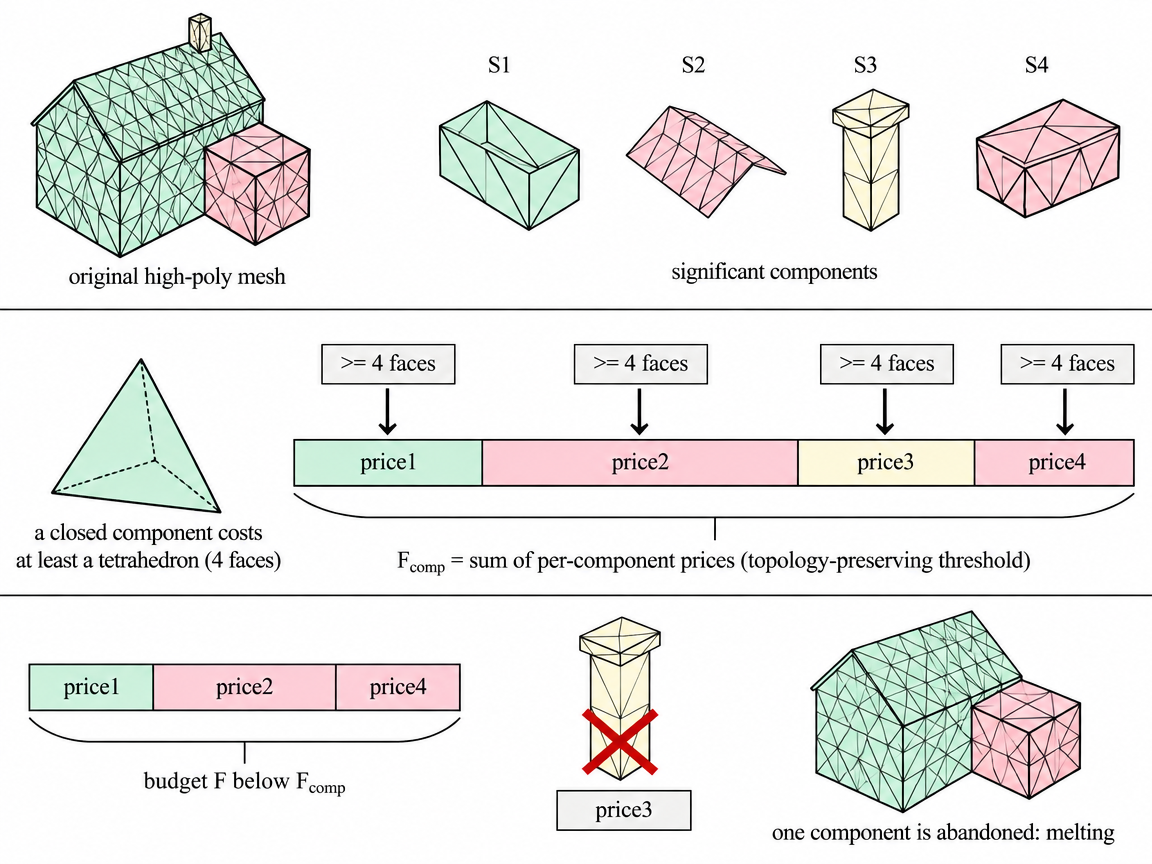 S1 S2 S3 S4
original high-poly mesh
significant components
>= 4 faces >= 4 faces >= 4 faces >= 4 faces
price1 price2 price3 price4
a closed component costs
at least a tetrahedron (4 faces)
F_comp = sum of per-component prices (topology-preserving threshold)
price1 price2 price4
budget F below F_comp
price3
one component is abandoned: melting